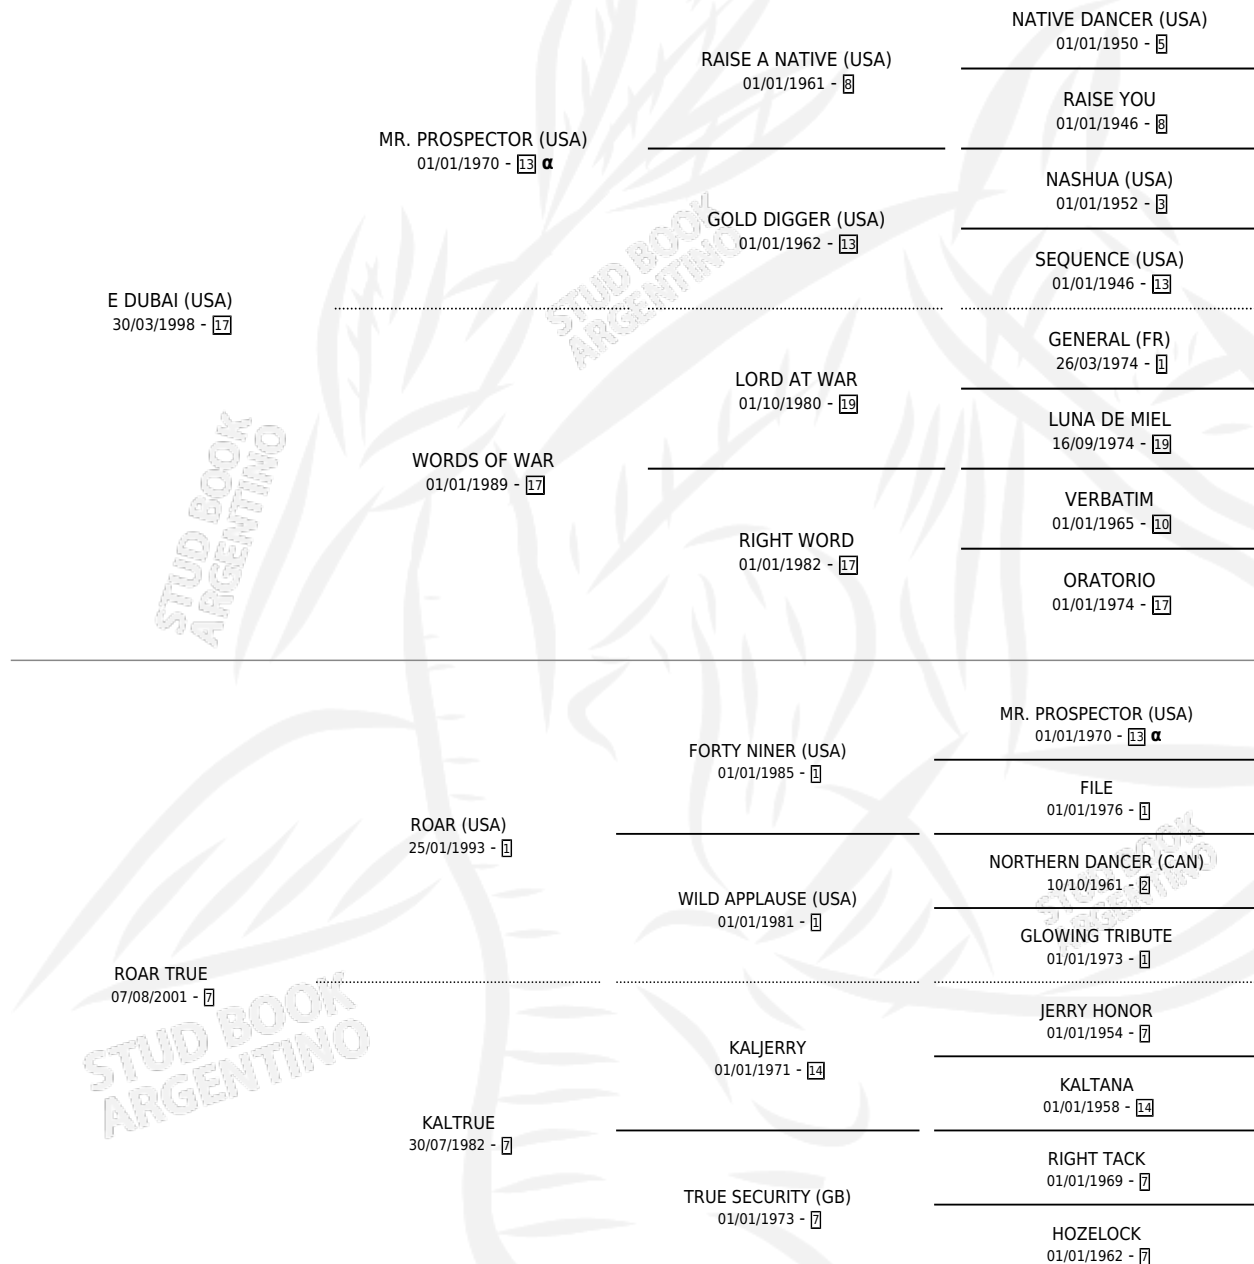 E DUBAI (USA)
30/03/1998 - 17
MR. PROSPECTOR (USA)
01/01/1970 - 13 α
WORDS OF WAR
01/01/1989 - 17
RAISE A NATIVE (USA)
01/01/1961 - 8
GOLD DIGGER (USA)
01/01/1962 - 13
LORD AT WAR
01/10/1980 - 19
RIGHT WORD
01/01/1982 - 17
NATIVE DANCER (USA)
01/01/1950 - 5
RAISE YOU
01/01/1946 - 8
NASHUA (USA)
01/01/1952 - 3
SEQUENCE (USA)
01/01/1946 - 13
GENERAL (FR)
26/03/1974 - 1
LUNA DE MIEL
16/09/1974 - 19
VERBATIM
01/01/1965 - 10
ORATORIO
01/01/1974 - 17
STUD BOOK
ARGENTINO
STUD BOOK
ARGENTINO
ROAR TRUE
07/08/2001 - 7
ROAR (USA)
25/01/1993 - 1
KALTRUE
30/07/1982 - 7
FORTY NINER (USA)
01/01/1985 - 1
WILD APPLAUSE (USA)
01/01/1981 - 1
KALJERRY
01/01/1971 - 14
TRUE SECURITY (GB)
01/01/1973 - 7
MR. PROSPECTOR (USA)
01/01/1970 - 13 α
FILE
01/01/1976 - 1
NORTHERN DANCER (CAN)
10/10/1961 - 2
GLOWING TRIBUTE
01/01/1973 - 1
JERRY HONOR
01/01/1954 - 7
KALTANA
01/01/1958 - 14
RIGHT TACK
01/01/1969 - 7
HOZELOCK
01/01/1962 - 7
STUD BOOK
ARGENTINO
STUD BOOK
ARGENTINO